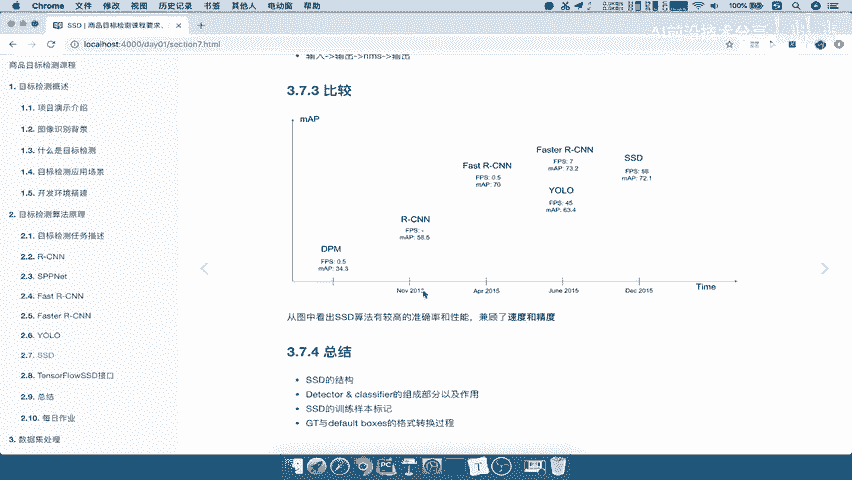 Chrome 文件 修改 视图 历史记录 书签 其他人 电动窗 帮助 100%
SSD | 商品目标检测课程要求、
localhost:4000/day01/section7.html
商品目标检测课程
1. 目标检测概述
1.1. 项目演示介绍
1.2. 图像识别背景
1.3. 什么是目标检测
1.4. 目标检测应用场景
1.5. 开发环境搭建
2. 目标检测算法原理
2.1. 目标检测任务描述
2.2. R-CNN
2.3. SPPNet
2.4. Fast R-CNN
2.5. Faster R-CNN
2.6. YOLO
2.7. SSD
2.8. TensorFlowSSD接口
2.9. 总结
2.10. 每日作业
3. 数据集处理
输入->输出->nms->输出
3.7.3 比较
mAP
Faster R-CNN
FPS: 7
mAP: 73.2
SSD
FPS: 58
mAP: 72.1
Fast R-CNN
FPS: 0.5
mAP: 70
YOLO
FPS: 45
mAP: 63.4
R-CNN
FPS: -
mAP: 58.5
DPM
FPS: 0.5
mAP: 34.3
Nov 2013 Apr 2015 June 2015 Dec 2015 Time
从图中看出SSD算法有较高的准确率和性能，兼顾了速度和精度
3.7.4 总结
SSD的结构
Detector & classifier的组成部分以及作用
SSD的训练样本标记
GT与default boxes的格式转换过程